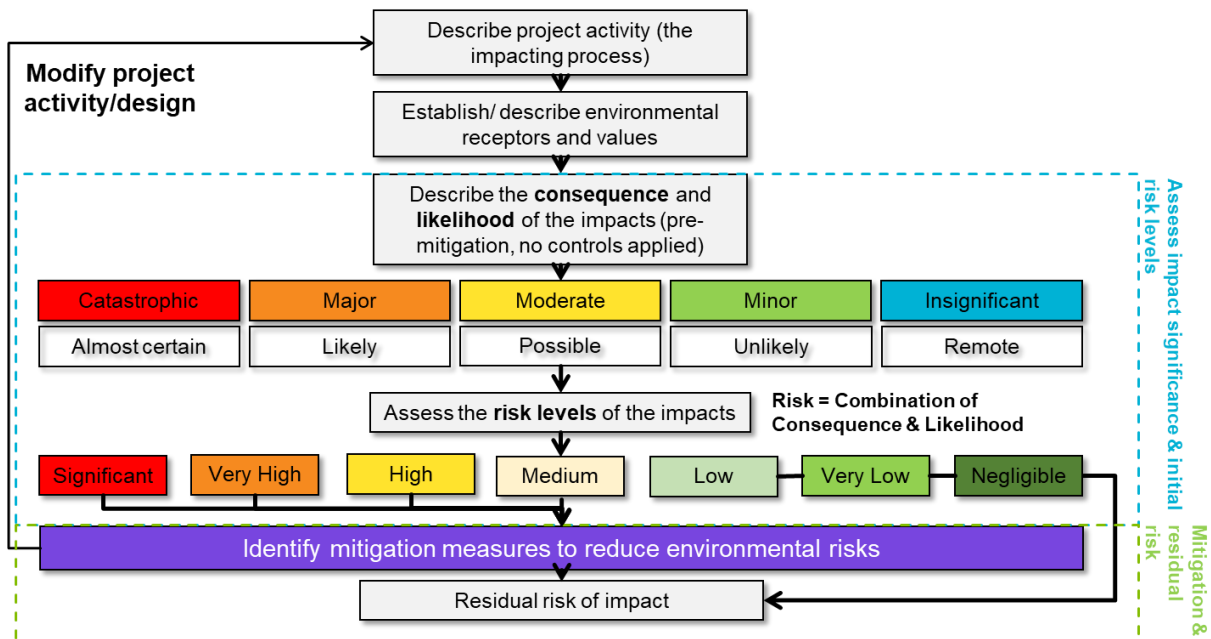 Describe project activity (the
impacting process)
Modify project
activity/design
Establish/ describe environmental
receptors and values
Describe the consequence and
likelihood of the impacts (pre-
mitigation, no controls applied)
Catastrophic
Major
Moderate
Minor
Insignificant
Almost certain
Likely
Possible
Unlikely
Remote
Assess the risk levels of the impacts
Risk = Combination of
Consequence & Likelihood
Significant
Very High
High
Medium
Low
Very Low
Negligible
Assess impact significance & initial
risk levels
Identify mitigation measures to reduce environmental risks
Residual risk of impact
Mitigation &
residual
risk